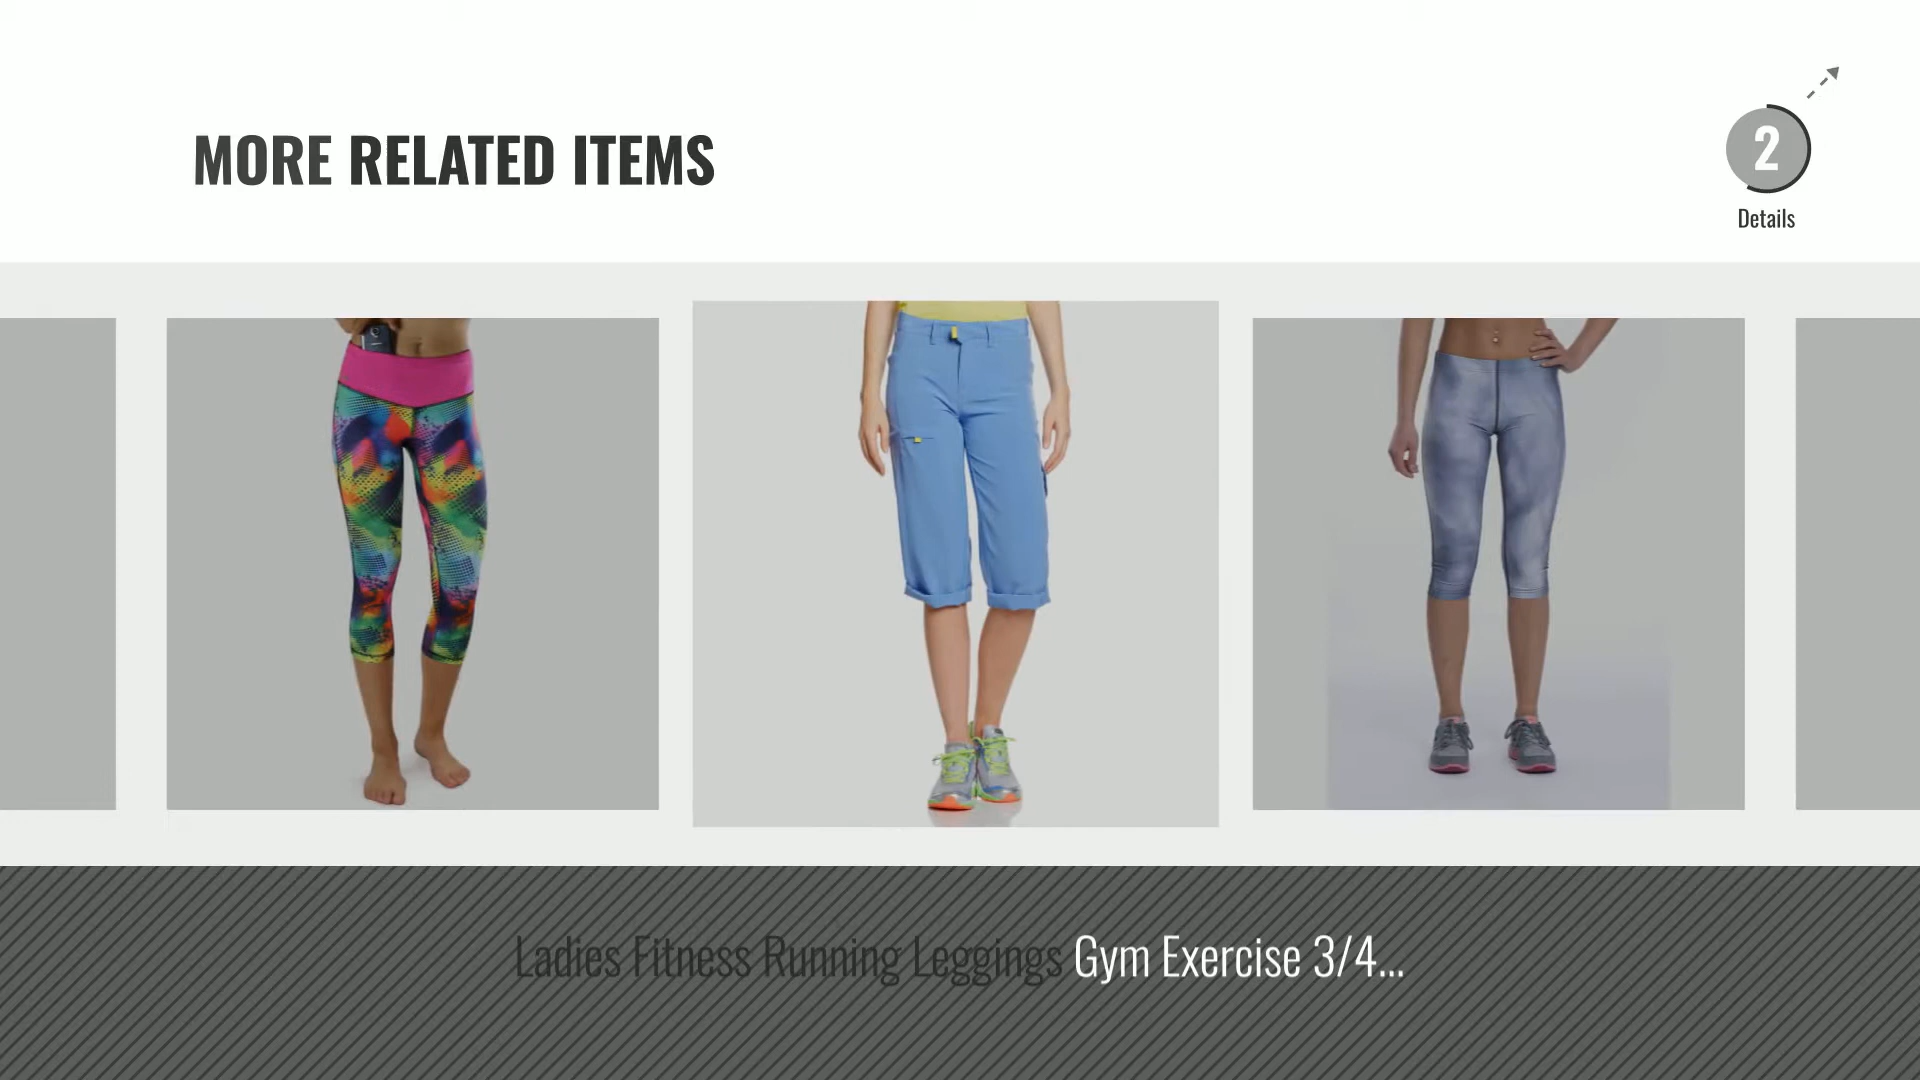 MORE RELATED ITEMS
2
Details
Ladies Fitness Running Leggings Gym Exercise 3/4...